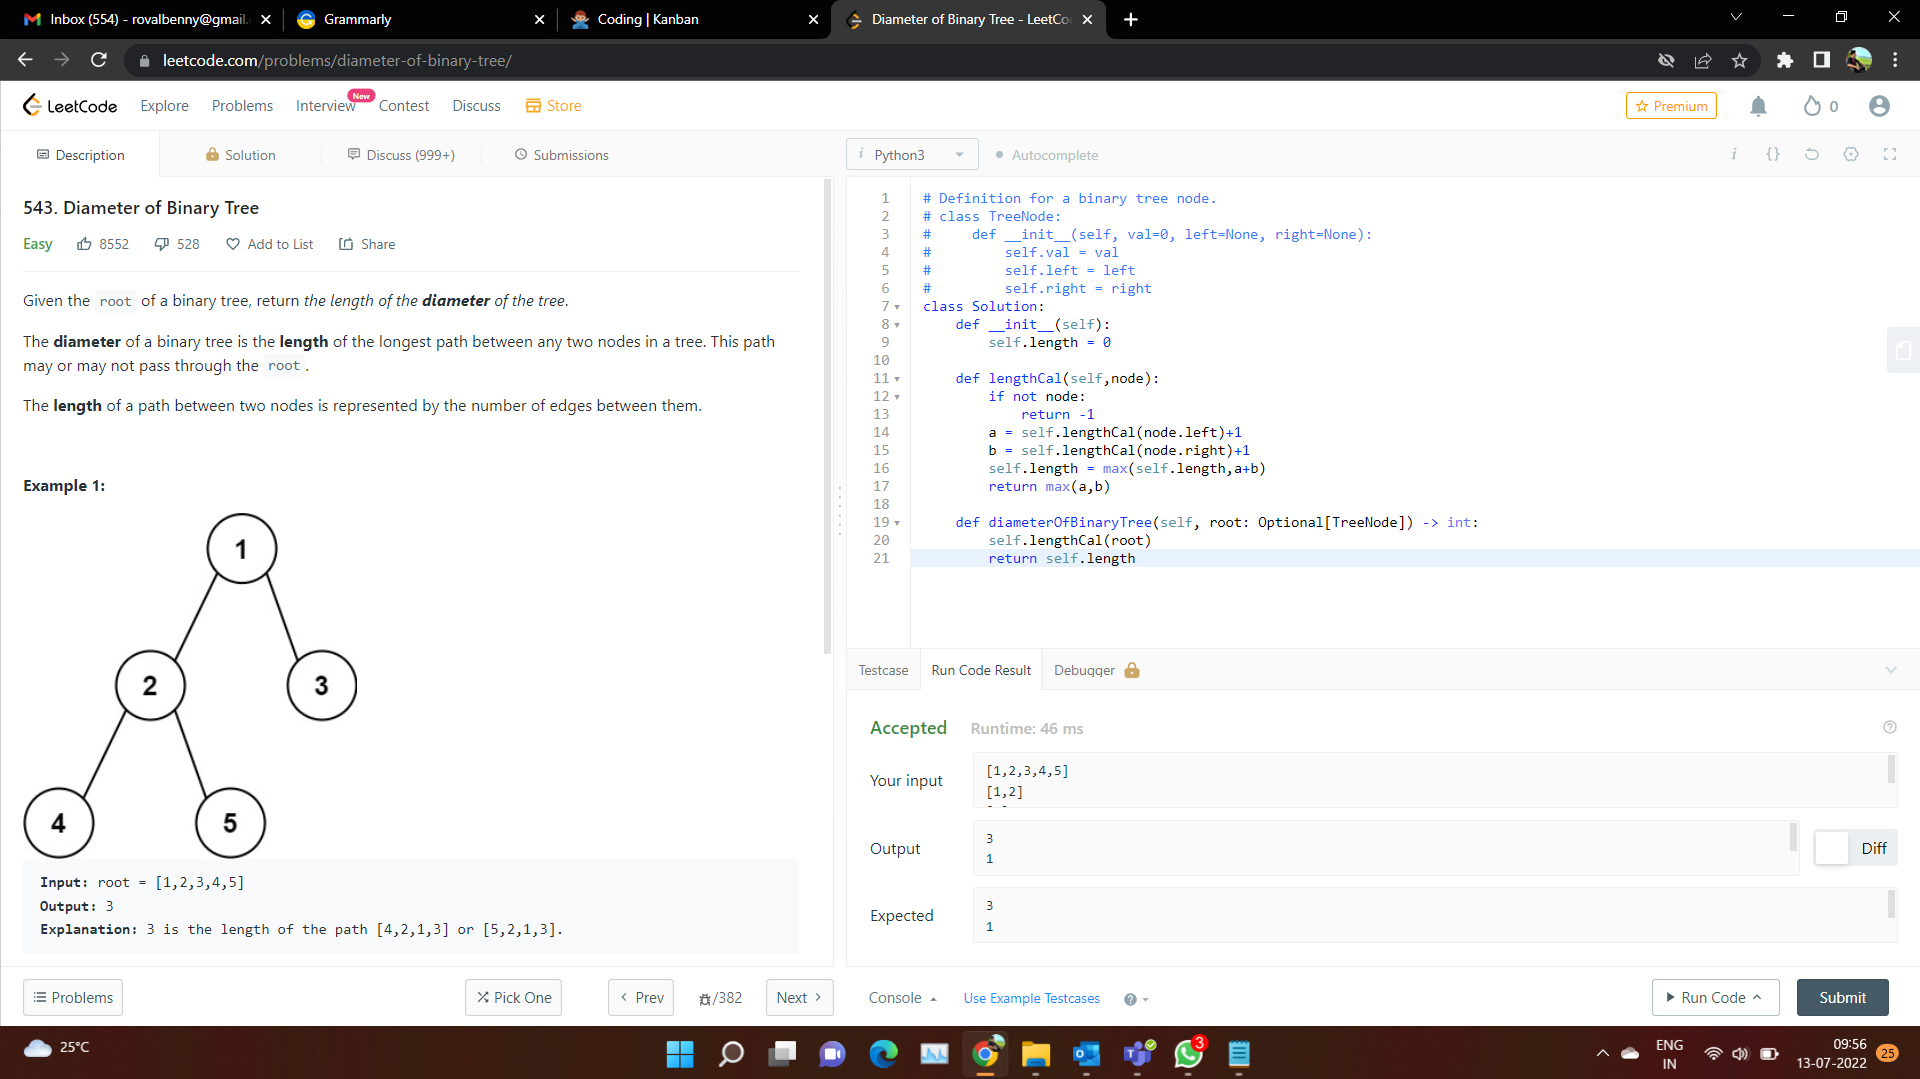 Inbox (554) - rovalbenny@gmail.
Grammarly
Coding | Kanban
Diameter of Binary Tree - LeetCo
leetcode.com/problems/diameter-of-binary-tree/
LeetCode
Explore
Problems
Interview
New
Contest
Discuss
Store
Premium
0
Description
Solution
Discuss (999+)
Submissions
543. Diameter of Binary Tree
Easy
8552
528
Add to List
Share
Given the root of a binary tree, return the length of the diameter of the tree.
The diameter of a binary tree is the length of the longest path between any two nodes in a tree. This path
may or may not pass through the root .
The length of a path between two nodes is represented by the number of edges between them.
Example 1:
1
2
3
4
5
Input: root = [1,2,3,4,5]
Output: 3
Explanation: 3 is the length of the path [4,2,1,3] or [5,2,1,3].
Problems
Pick One
Prev
/382
Next
i Python3
Autocomplete
i {}
1 # Definition for a binary tree node.
2 # class TreeNode:
3 #     def __init__(self, val=0, left=None, right=None):
4 #         self.val = val
5 #         self.left = left
6 #         self.right = right
7 class Solution:
8     def __init__(self):
9         self.length = 0
10
11     def lengthCal(self,node):
12         if not node:
13             return -1
14         a = self.lengthCal(node.left)+1
15         b = self.lengthCal(node.right)+1
16         self.length = max(self.length,a+b)
17         return max(a,b)
18
19     def diameterOfBinaryTree(self, root: Optional[TreeNode]) -> int:
20         self.lengthCal(root)
21         return self.length
Testcase
Run Code Result
Debugger
Accepted
Runtime: 46 ms
Your input
[1,2,3,4,5]
[1,2]
Output
3
1
Diff
Expected
3
1
Console
Use Example Testcases
Run Code
Submit
25°C
3
ENG
IN
09:56
13-07-2022
25